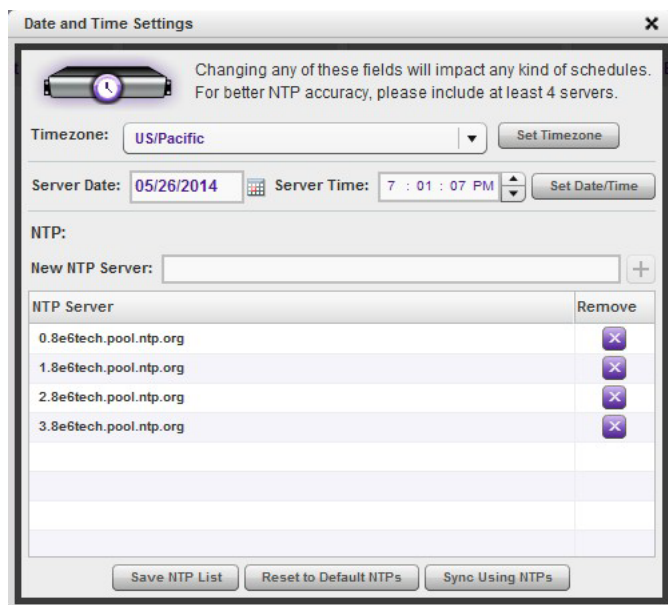 Date and Time Settings
Changing any of these fields will impact any kind of schedules.
For better NTP accuracy, please include at least 4 servers.
Timezone: US/Pacific Set Timezone
Server Date: 05/26/2014 Server Time: 7 : 01 : 07 PM Set Date/Time
NTP:
New NTP Server:
NTP Server Remove
0.8e6tech.pool.ntp.org
1.8e6tech.pool.ntp.org
2.8e6tech.pool.ntp.org
3.8e6tech.pool.ntp.org
Save NTP List Reset to Default NTPs Sync Using NTPs